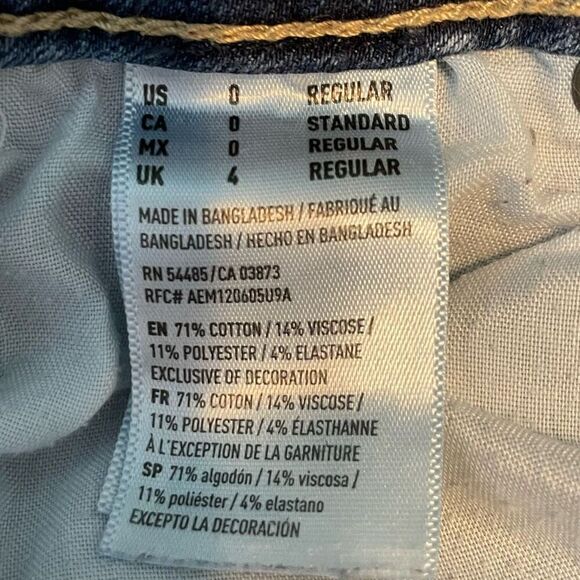 US 0 REGULAR
CA 0 STANDARD
MX 0 REGULAR
UK 4 REGULAR
MADE IN BANGLADESH / FABRIQUÉ AU
BANGLADESH / HECHO EN BANGLADESH
RN 54485 / CA 03873
RFC# AEM120605U9A
EN 71% COTTON / 14% VISCOSE /
11% POLYESTER / 4% ELASTANE
EXCLUSIVE OF DECORATION
FR 71% COTON / 14% VISCOSE /
11% POLYESTER / 4% ÉLASTHANNE
À L'EXCEPTION DE LA GARNITURE
SP 71% algodón / 14% viscosa /
11% poliéster / 4% elastano
EXCEPTO LA DECORACIÓN